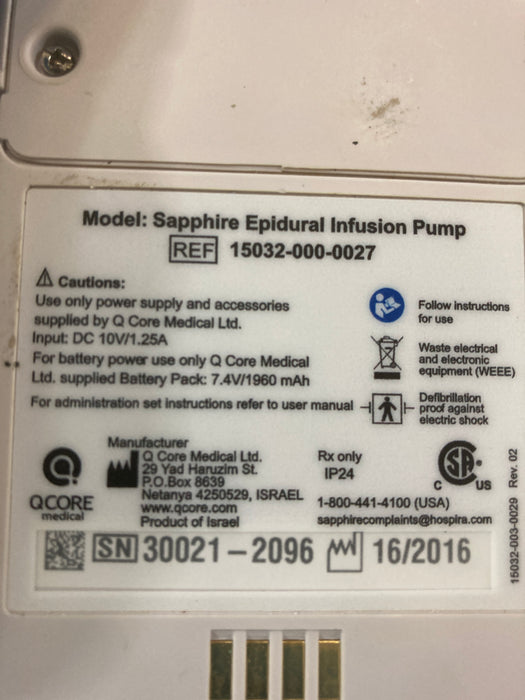 Model: Sapphire Epidural Infusion Pump
REF 15032-000-0027
Cautions:
Use only power supply and accessories
supplied by Q Core Medical Ltd.
Input: DC 10V/1.25A
For battery power use only Q Core Medical
Ltd. supplied Battery Pack: 7.4V/1960 mAh
For administration set instructions refer to user manual
Follow instructions
for use
Waste electrical
and electronic
equipment (WEEE)
Defibrillation
proof against
electric shock
QCORE
medical
Manufacturer
Q Core Medical Ltd.
29 Yad Haruzim St.
P.O.Box 8639
Netanya 4250529, ISRAEL
www.qcore.com
Product of Israel
Rx only
IP24
1-800-441-4100 (USA)
sapphirecomplaints@hospira.com
SA
C US
15032-003-0029 Rev. 02
SN 30021-2096 16/2016